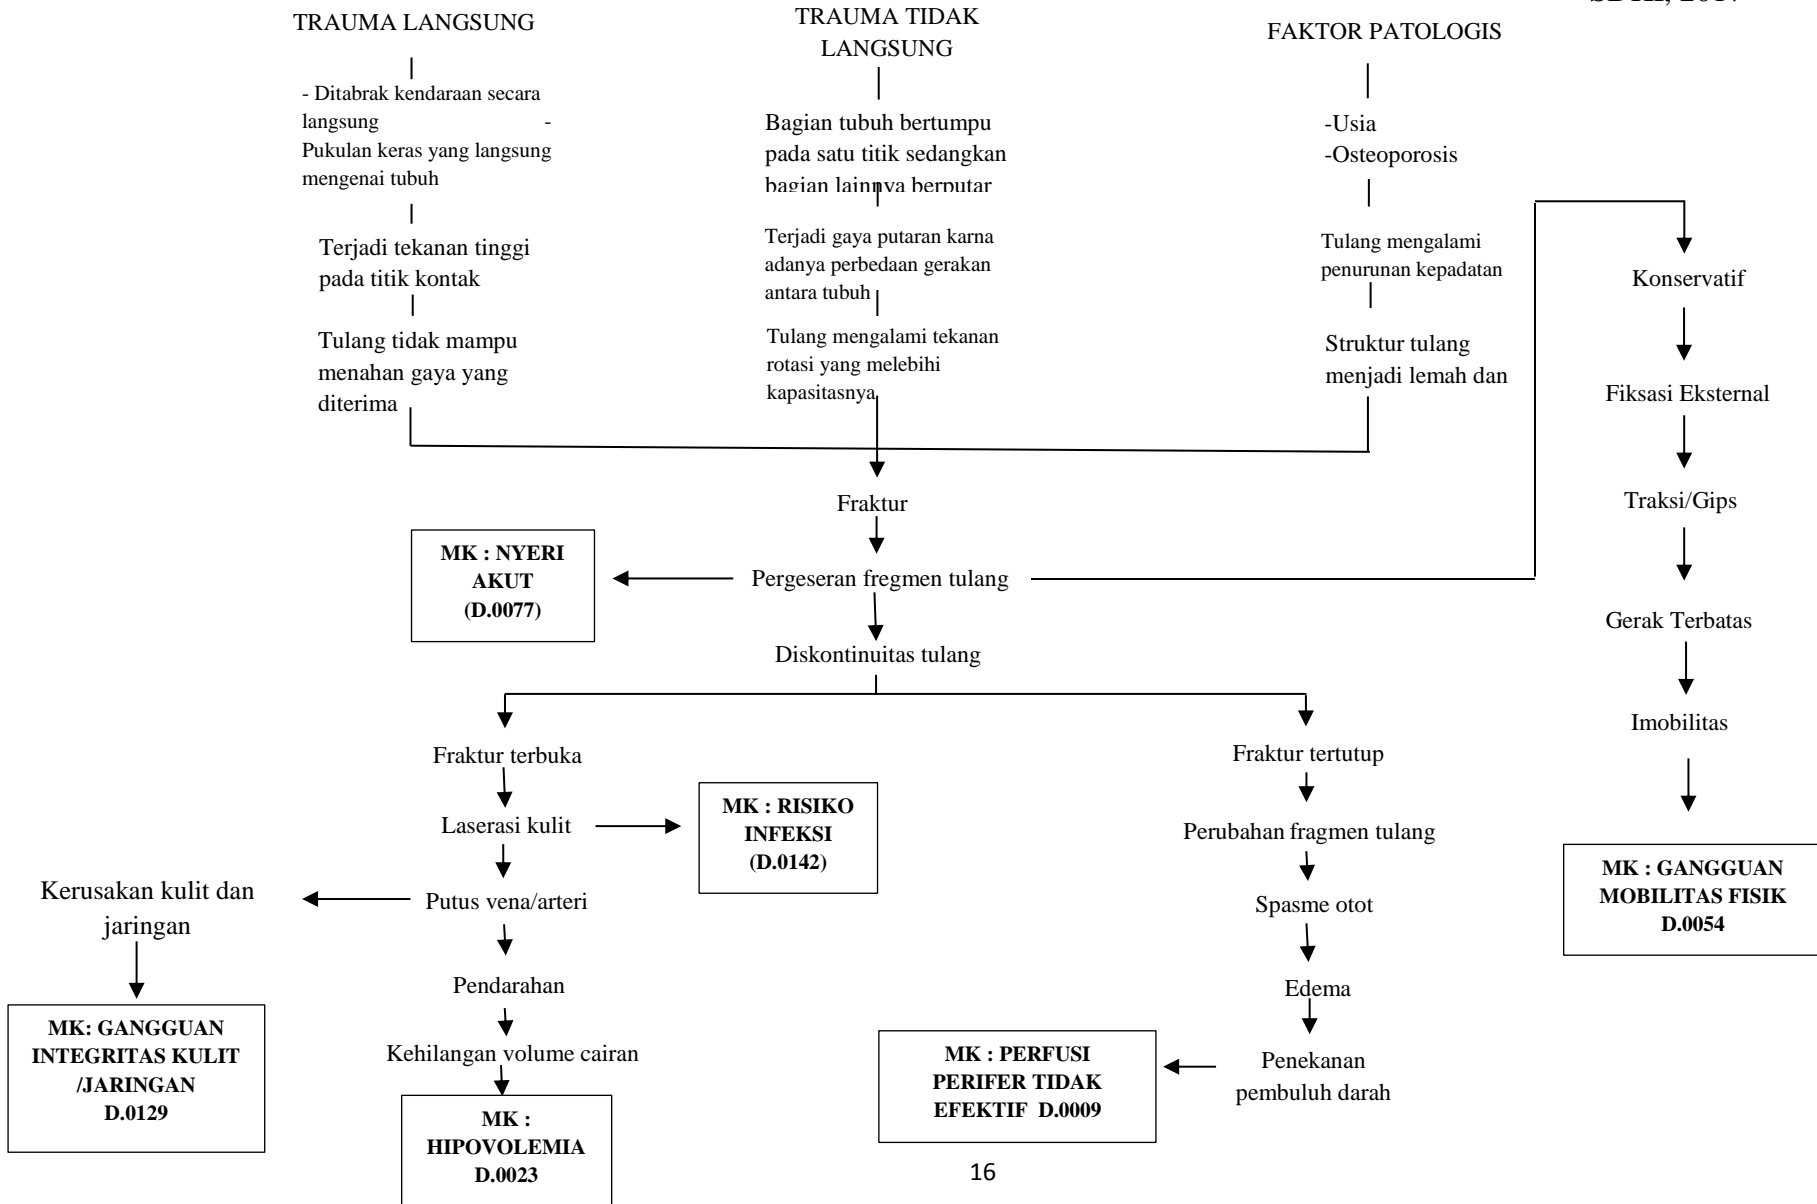 TRAUMA LANGSUNG
- Ditabrak kendaraan secara
langsung -
Pukulan keras yang langsung
mengenai tubuh
Terjadi tekanan tinggi
pada titik kontak
Tulang tidak mampu
menahan gaya yang
diterima
TRAUMA TIDAK
LANGSUNG
Bagian tubuh bertumpu
pada satu titik sedangkan
bagian lainnya berputar
Terjadi gaya putaran karna
adanya perbedaan gerakan
antara tubuh
Tulang mengalami tekanan
rotasi yang melebihi
kapasitasnya
FAKTOR PATOLOGIS
-Usia
-Osteoporosis
Tulang mengalami
penurunan kepadatan
Struktur tulang
menjadi lemah dan
Fraktur
Pergeseran fregmen tulang
MK : NYERI
AKUT
(D.0077)
Diskontinuitas tulang
Fraktur terbuka
Laserasi kulit
MK : RISIKO
INFEKSI
(D.0142)
Putus vena/arteri
Kerusakan kulit dan
jaringan
MK: GANGGUAN
INTEGRITAS KULIT
/JARINGAN
D.0129
Pendarahan
Kehilangan volume cairan
MK :
HIPOVOLEMIA
D.0023
Fraktur tertutup
Perubahan fragmen tulang
Spasme otot
Edema
Penekanan
pembuluh darah
MK : PERFUSI
PERIFER TIDAK
EFEKTIF D.0009
Konservatif
Fiksasi Eksternal
Traksi/Gips
Gerak Terbatas
Imobilitas
MK : GANGGUAN
MOBILITAS FISIK
D.0054
16